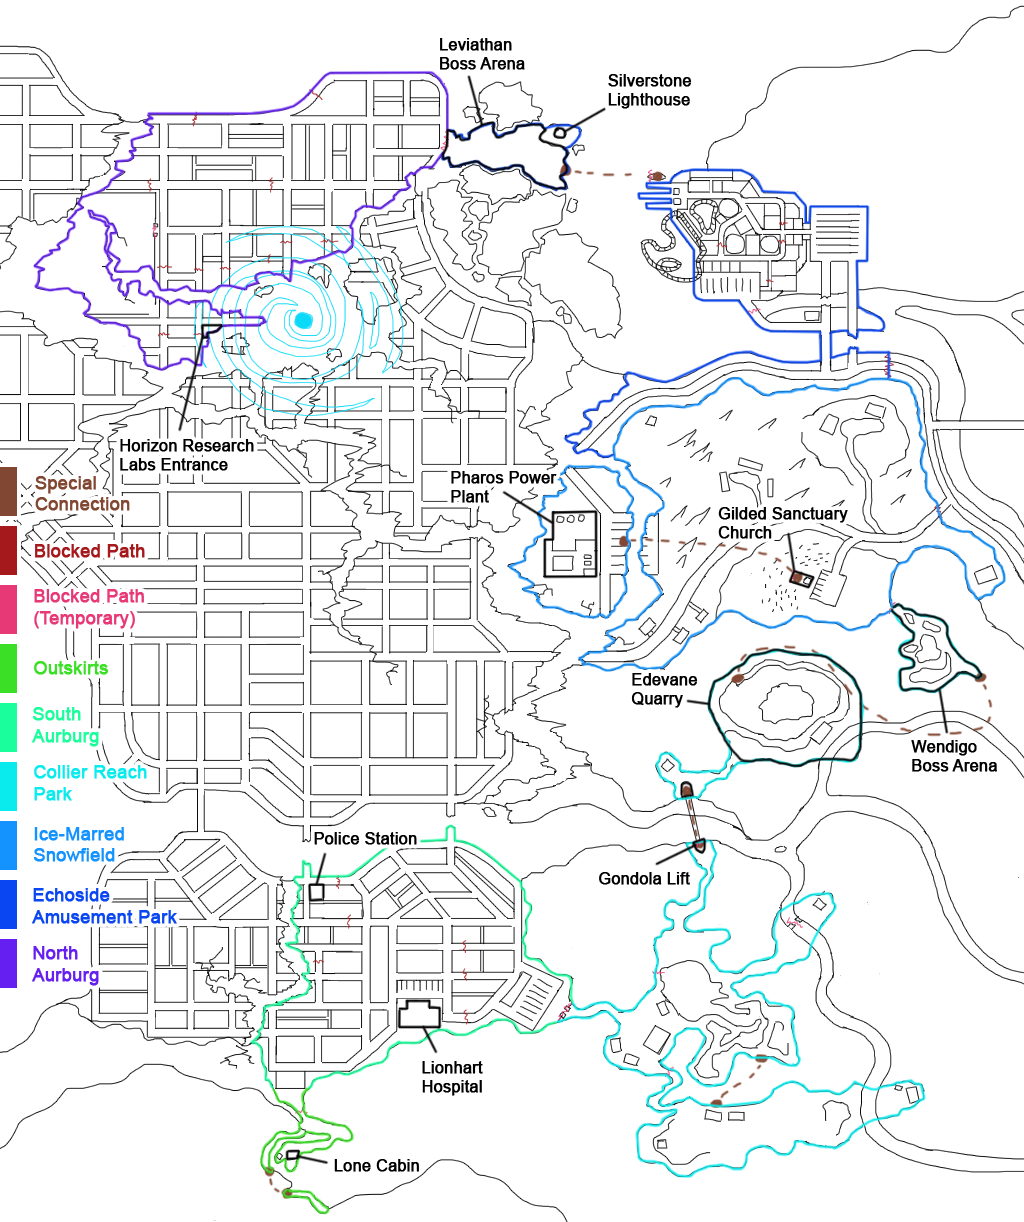 Leviathan
Boss Arena
Silverstone
Lighthouse
Horizon Research
Labs Entrance
Pharos Power
Plant
Gilded Sanctuary
Church
Special
Connection
Blocked Path
Blocked Path
(Temporary)
Outskirts
South
Aurburg
Collier Reach
Park
Ice-Marred
Snowfield
Echoside
Amusement Park
North
Aurburg
Edevane
Quarry
Wendigo
Boss Arena
Police Station
Gondola Lift
Lionhart
Hospital
Lone Cabin